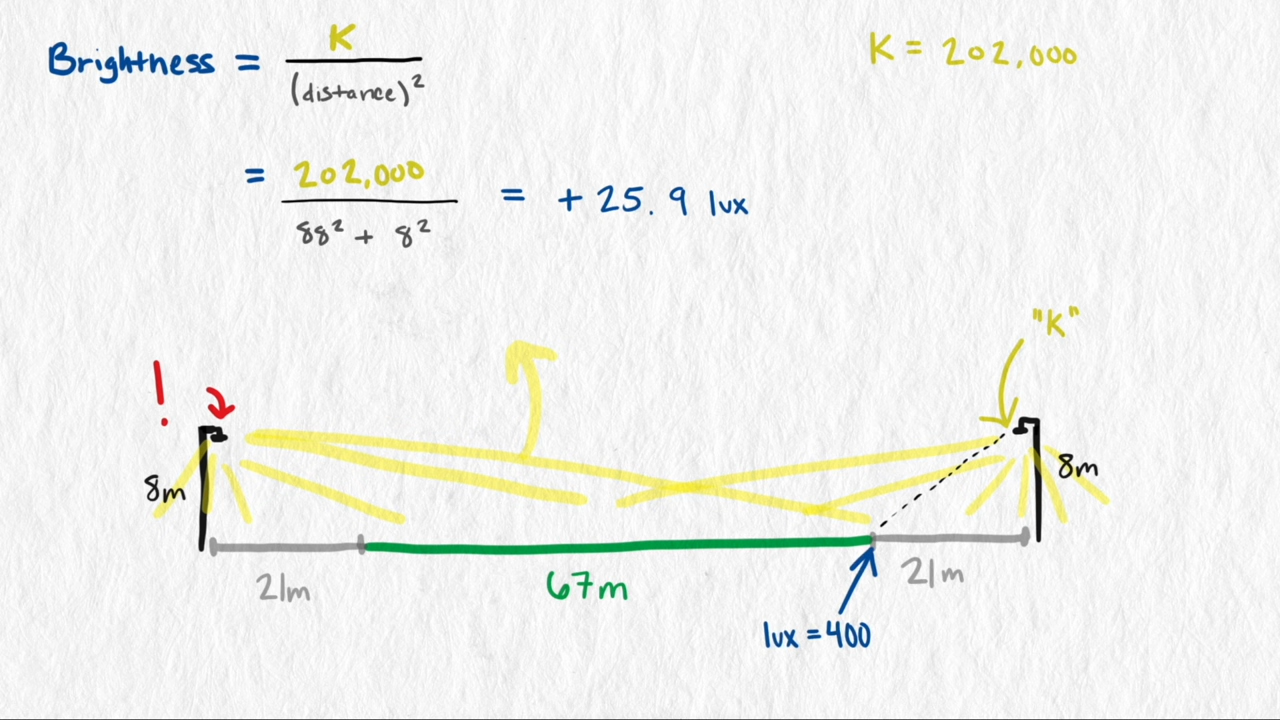 Brightness = K / (distance)²
K = 202,000
= 202,000 / 88² + 8² = + 25.9 lux
"K"
!
8m
8m
21m
67m
21m
lux = 400